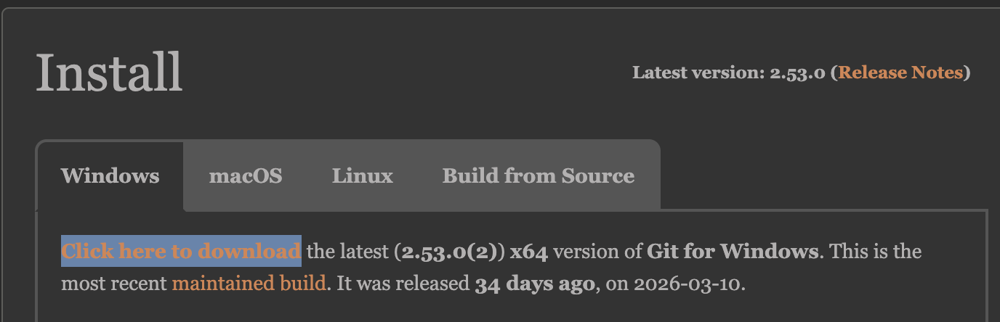 Install
Latest version: 2.53.0 (Release Notes)
Windows macOS Linux Build from Source
Click here to download the latest (2.53.0(2)) x64 version of Git for Windows. This is the
most recent maintained build. It was released 34 days ago, on 2026-03-10.